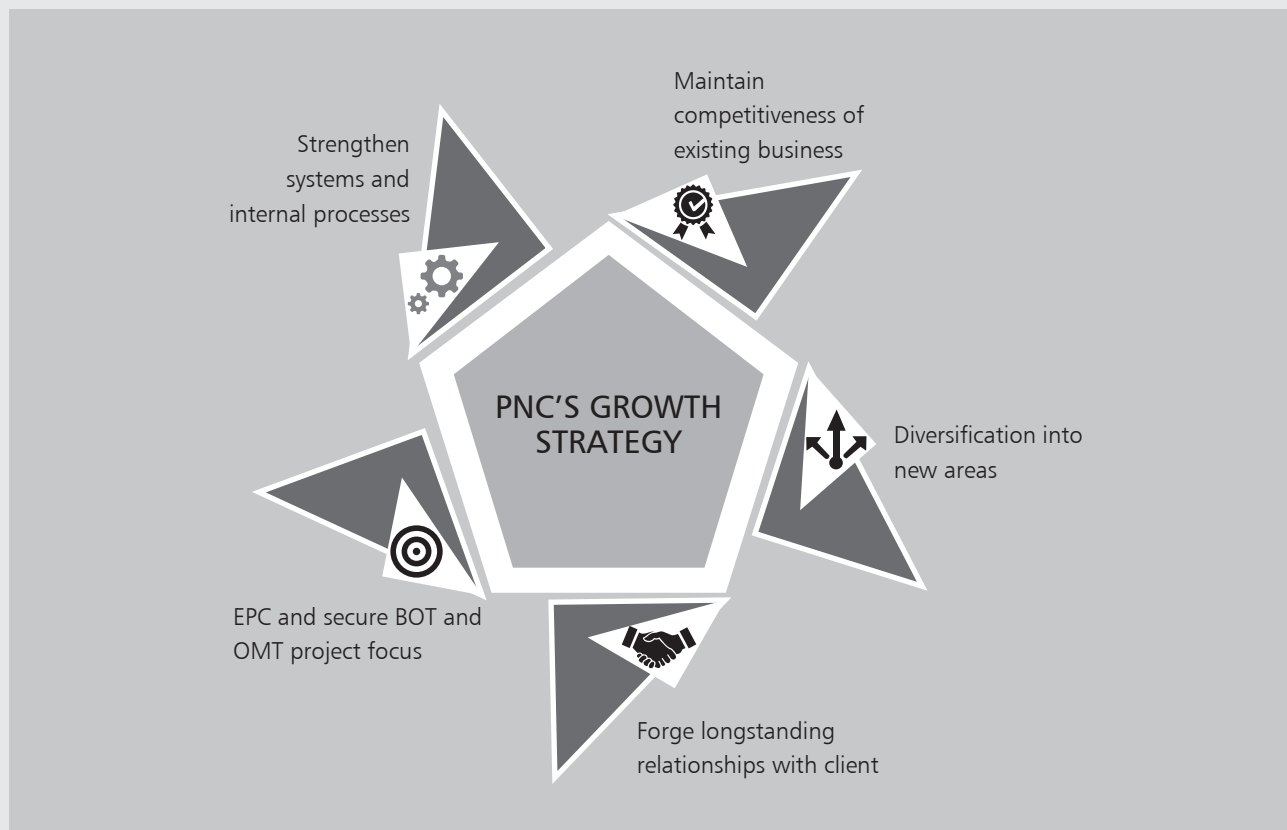 Maintain
competitiveness of
existing business
Strengthen
systems and
internal processes
PNC’S GROWTH
STRATEGY
Diversification into
new areas
EPC and secure BOT and
OMT project focus
Forge longstanding
relationships with client